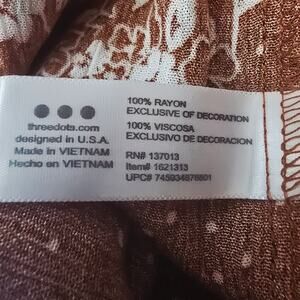 threedots.com
designed in U.S.A.
Made in VIETNAM
Hecho en VIETNAM
100% RAYON
EXCLUSIVE OF DECORATION
100% VISCOSA
EXCLUSIVO DE DECORACION
RN# 137013
Item# 1621313
UPC# 745934876801